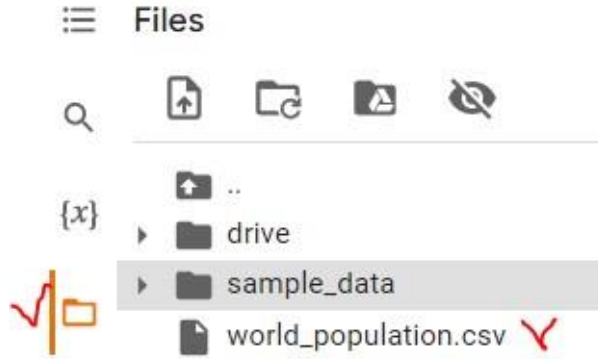 Files
{x}
..
drive
sample_data
world_population.csv